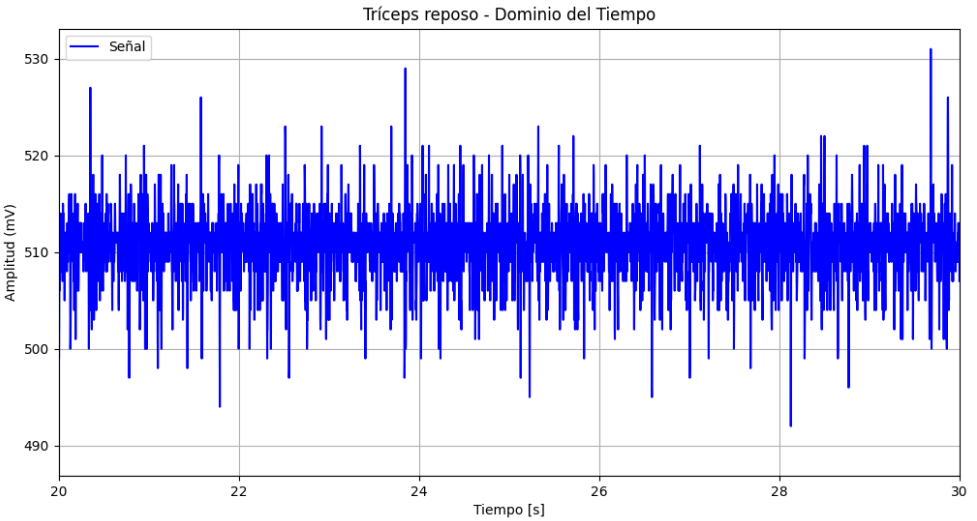 Tríceps reposo - Dominio del Tiempo
Señal
530
520
510
500
490
Amplitud (mV)
20 22 24 26 28 30
Tiempo [s]